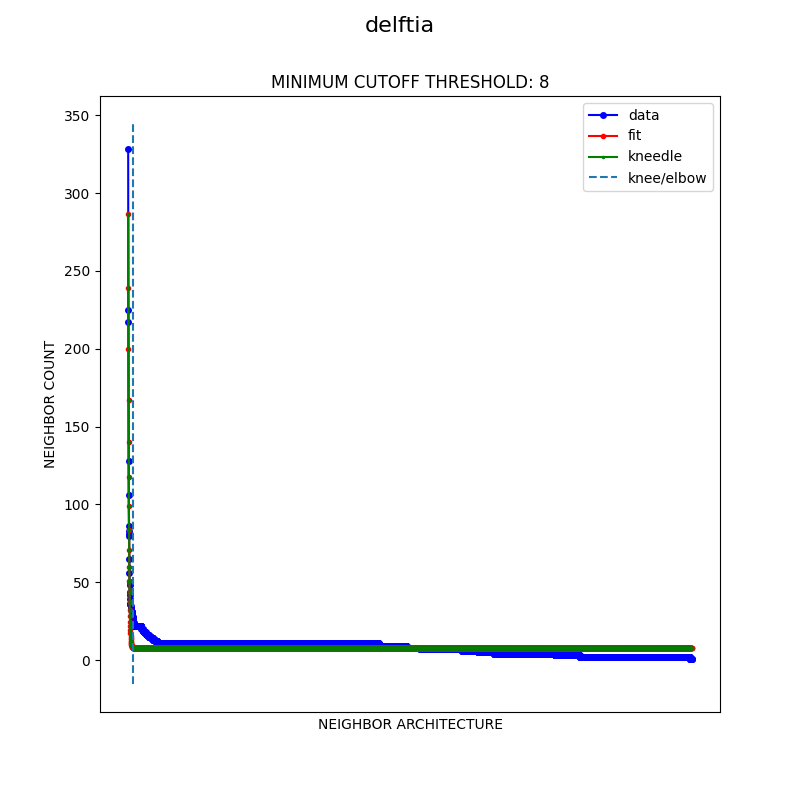 delftia
MINIMUM CUTOFF THRESHOLD: 8
350
300
250
200
150
100
50
0
NEIGHBOR COUNT
NEIGHBOR ARCHITECTURE
data
fit
kneedle
knee/elbow